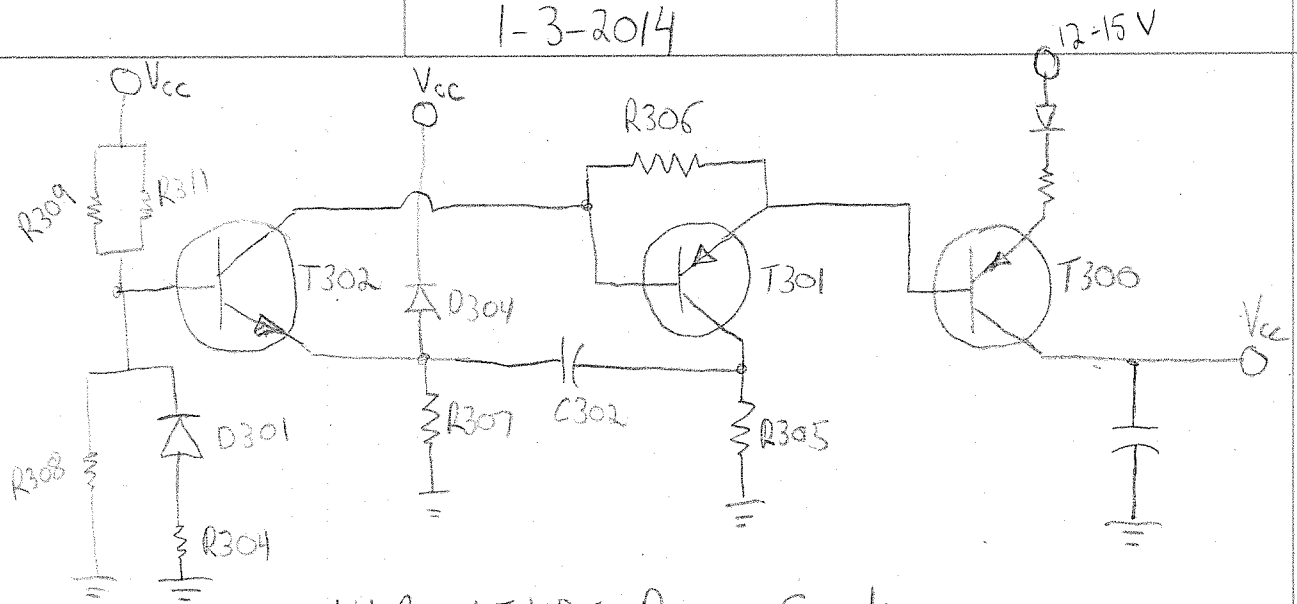 1-3-2014
12-15 V
Vcc
Vcc
R306
R309
R311
T302
D304
T301
T300
Vcc
R307
C302
R305
D301
R308
R304